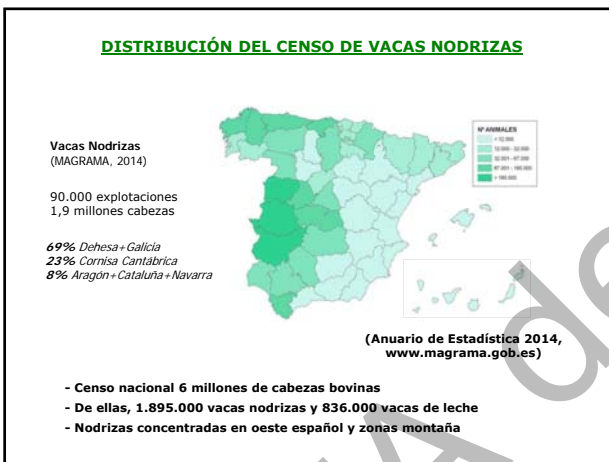 DISTRIBUCIÓN DEL CENSO DE VACAS NODRIZAS
Vacas Nodrizas
(MAGRAMA, 2014)
90.000 explotaciones
1,9 millones cabezas
69% Dehesa+Galicia
23% Cornisa Cantábrica
8% Aragón+Cataluña+Navarra
Nº ANIMALES
(Anuario de Estadística 2014,
www.magrama.gob.es)
- Censo nacional 6 millones de cabezas bovinas
- De ellas, 1.895.000 vacas nodrizas y 836.000 vacas de leche
- Nodrizas concentradas en oeste español y zonas montaña